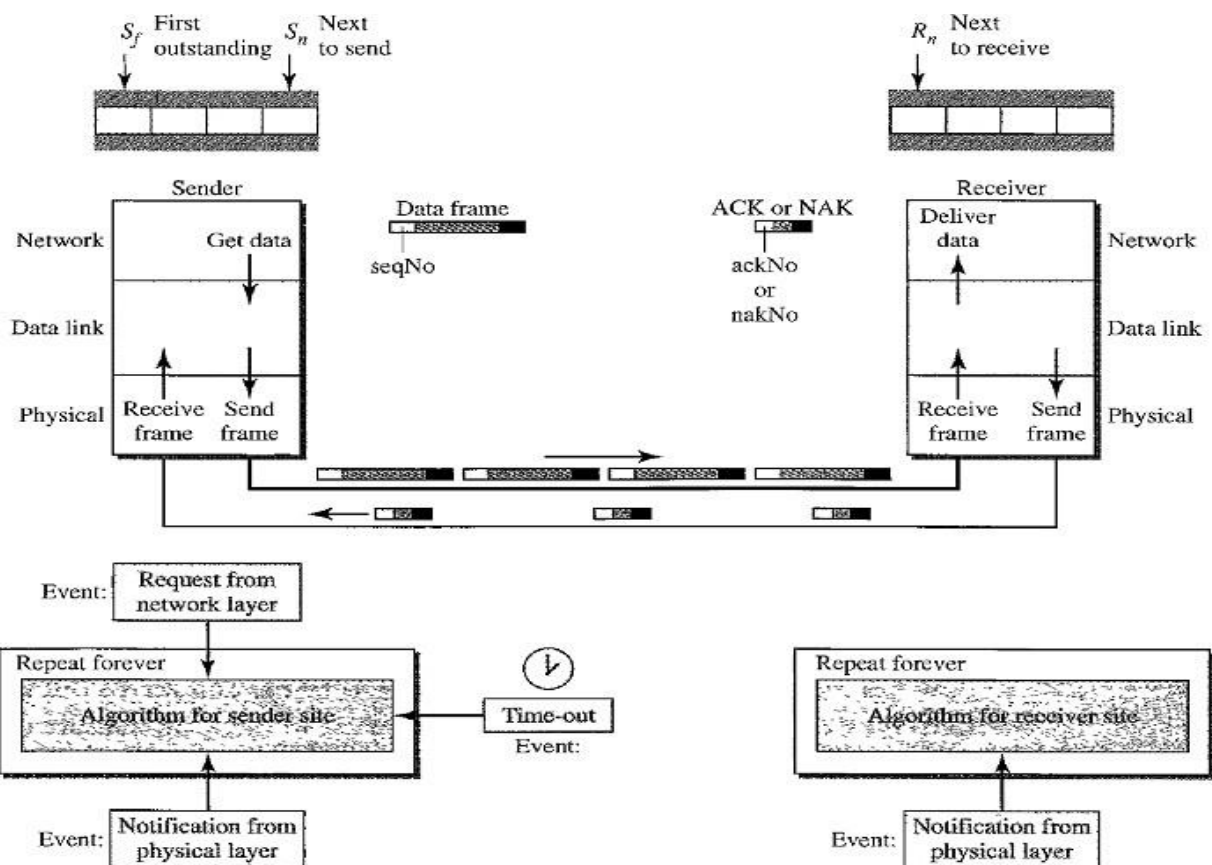 S_f First outstanding
S_n Next to send
R_n Next to receive
Sender
Receiver
Network
Get data
Data frame
seqNo
ACK or NAK
ackNo
or
nakNo
Deliver
data
Network
Data link
Data link
Physical
Receive
frame
Send
frame
Receive
frame
Send
frame
Physical
Event:
Request from
network layer
Repeat forever
Algorithm for sender site
Time-out
Event:
Event:
Notification from
physical layer
Repeat forever
Algorithm for receiver site
Event:
Notification from
physical layer